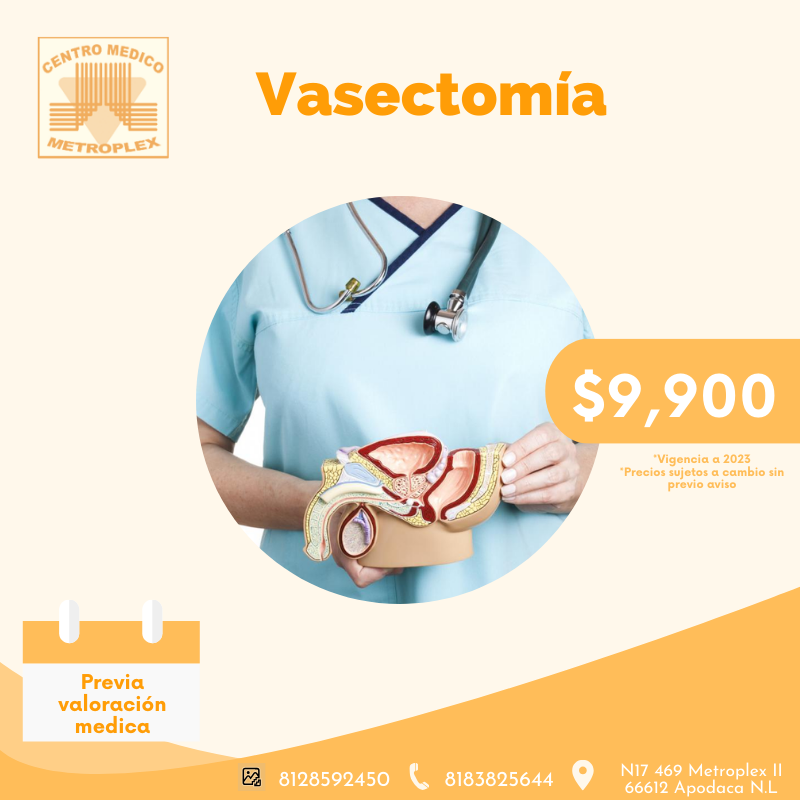 CENTRO MEDICO
METROPLEX
Vasectomía
$9,900
*Vigencia a 2023
*Precios sujetos a cambio sin
previo aviso
Previa
valoración
medica
8128592450
8183825644
N17 469 Metroplex ll
66612 Apodaca N.L